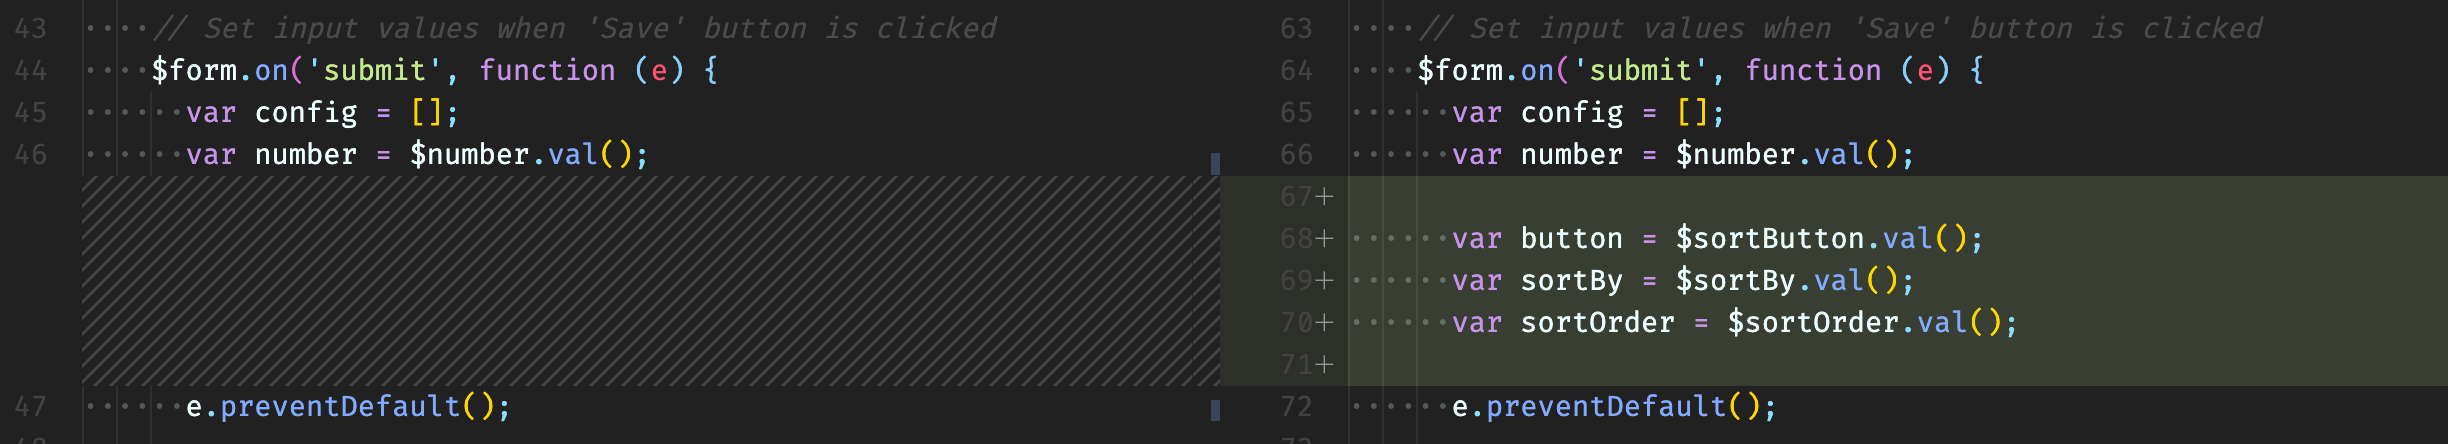 43 // Set input values when 'Save' button is clicked
44 $form.on('submit', function (e) {
45 var config = [];
46 var number = $number.val();
47 e.preventDefault();
63 // Set input values when 'Save' button is clicked
64 $form.on('submit', function (e) {
65 var config = [];
66 var number = $number.val();
67+
68+ var button = $sortButton.val();
69+ var sortBy = $sortBy.val();
70+ var sortOrder = $sortOrder.val();
71+
72 e.preventDefault();